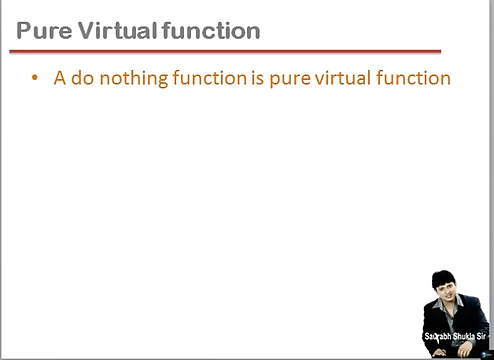 Pure Virtual function
• A do nothing function is pure virtual function
Saurabh Shukla Sir